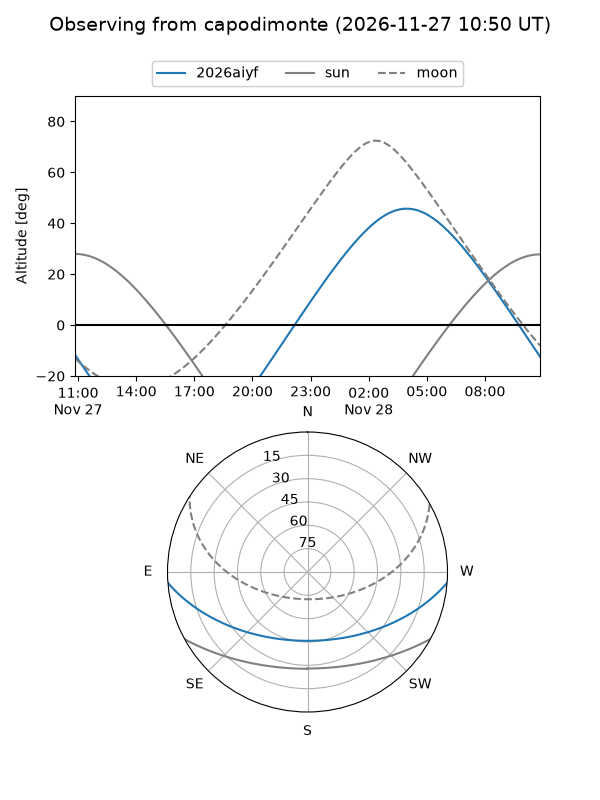 Observing from capodimonte (2026-11-27 10:50 UT)
2026aiyf sun moon
Altitude [deg]
80
60
40
20
0
−20
11:00 14:00 17:00 20:00 23:00 02:00 05:00 08:00
Nov 27 Nov 28
N
NE NW
15
30
45
60
75
E W
SE SW
S